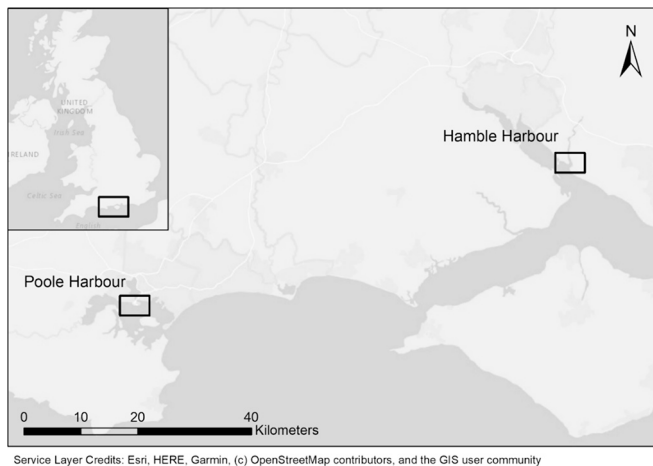 UNITED
KINGDOM
Irish Sea
IRELAND
Celtic Sea
English
N
Hamble Harbour
Poole Harbour
0 10 20 40
Kilometers
Service Layer Credits: Esri, HERE, Garmin, (c) OpenStreetMap contributors, and the GIS user community